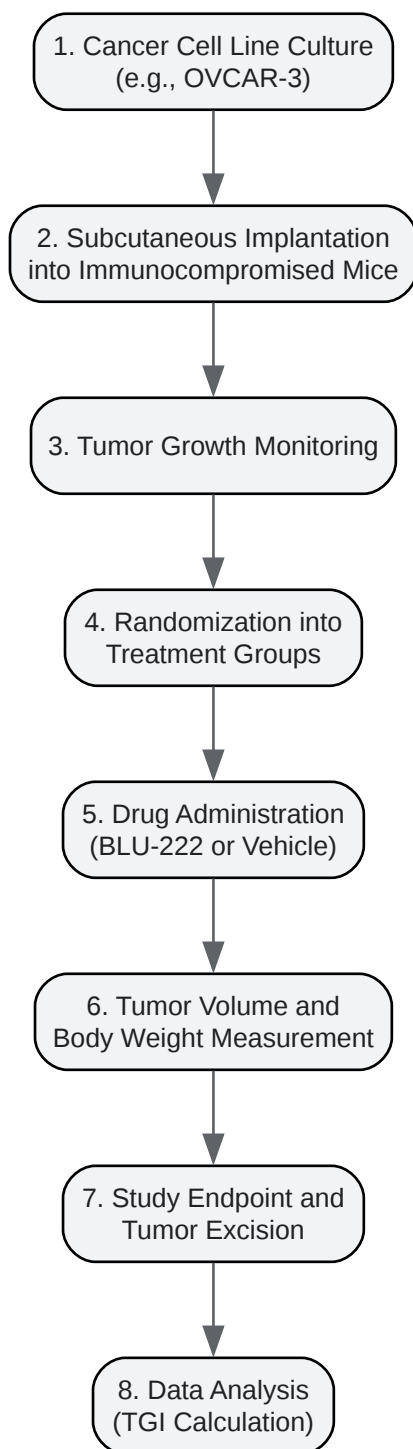 1. Cancer Cell Line Culture
(e.g., OVCAR-3)
2. Subcutaneous Implantation
into Immunocompromised Mice
3. Tumor Growth Monitoring
4. Randomization into
Treatment Groups
5. Drug Administration
(BLU-222 or Vehicle)
6. Tumor Volume and
Body Weight Measurement
7. Study Endpoint and
Tumor Excision
8. Data Analysis
(TGI Calculation)